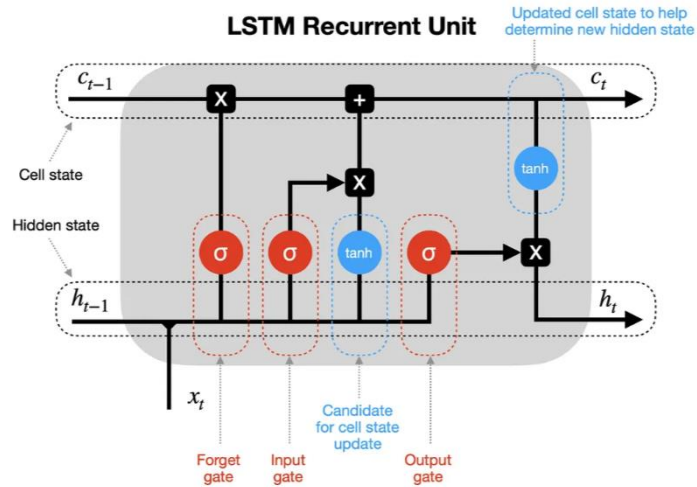 LSTM Recurrent Unit
Updated cell state to help
determine new hidden state
c_{t-1}
X
+
c_t
Cell state
X
tanh
Hidden state
σ
σ
tanh
σ
X
h_{t-1}
h_t
x_t
Candidate
for cell state
update
Forget
gate
Input
gate
Output
gate